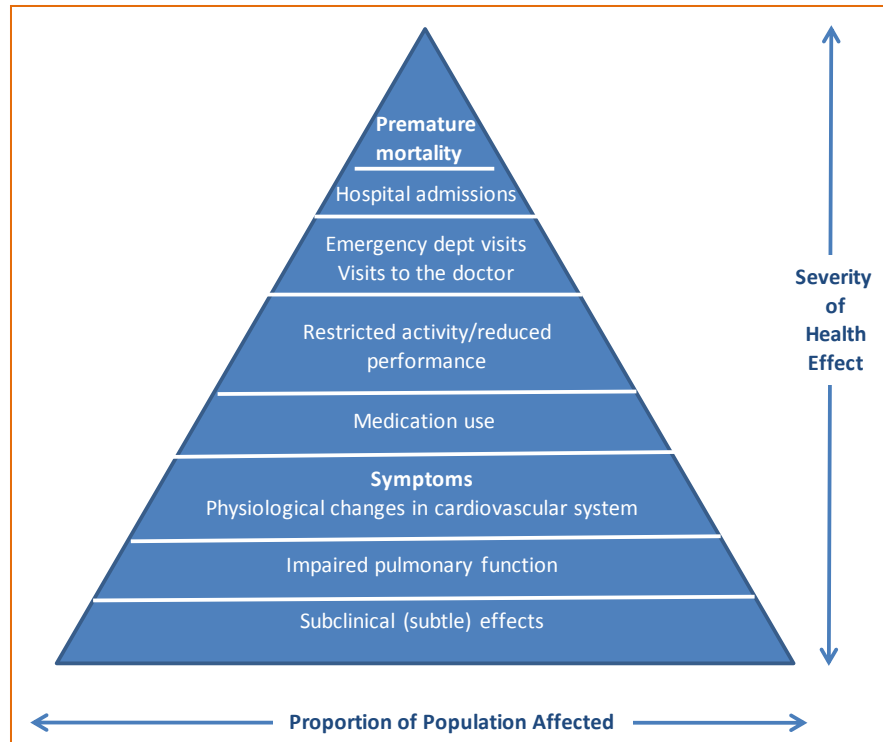 Premature
mortality
Hospital admissions
Emergency dept visits
Visits to the doctor
Restricted activity/reduced
performance
Medication use
Symptoms
Physiological changes in cardiovascular system
Impaired pulmonary function
Subclinical (subtle) effects
Severity
of
Health
Effect
Proportion of Population Affected